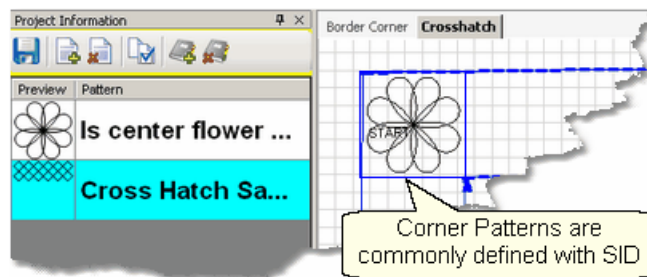 Project Information
Border Corner Crosshatch
Preview Pattern
Is center flower ...
START
Cross Hatch Sa...
Corner Patterns are
commonly defined with SID